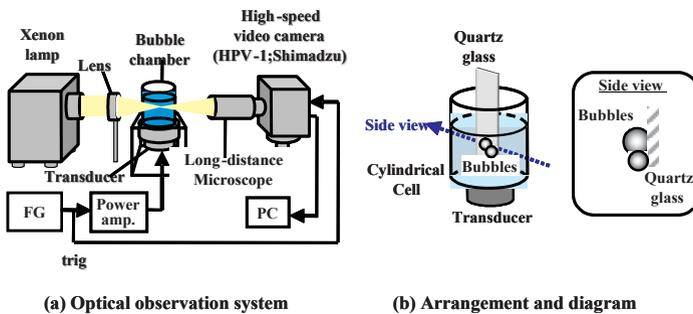 Xenon
lamp
Lens
Bubble
chamber
High-speed
video camera
(HPV-1;Shimadzu)
Transducer
Long-distance
Microscope
FG
Power
amp.
PC
trig
(a) Optical observation system
Quartz
glass
Side view
Bubbles
Cylindrical
Cell
Transducer
Side view
Bubbles
Quartz
glass
(b) Arrangement and diagram